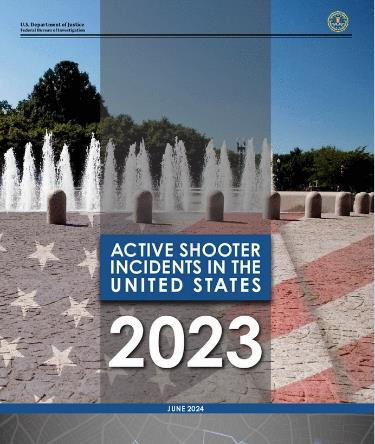 U.S. Department of Justice
Federal Bureau of Investigation
ACTIVE SHOOTER
INCIDENTS IN THE
UNITED STATES
2023
JUNE 2024